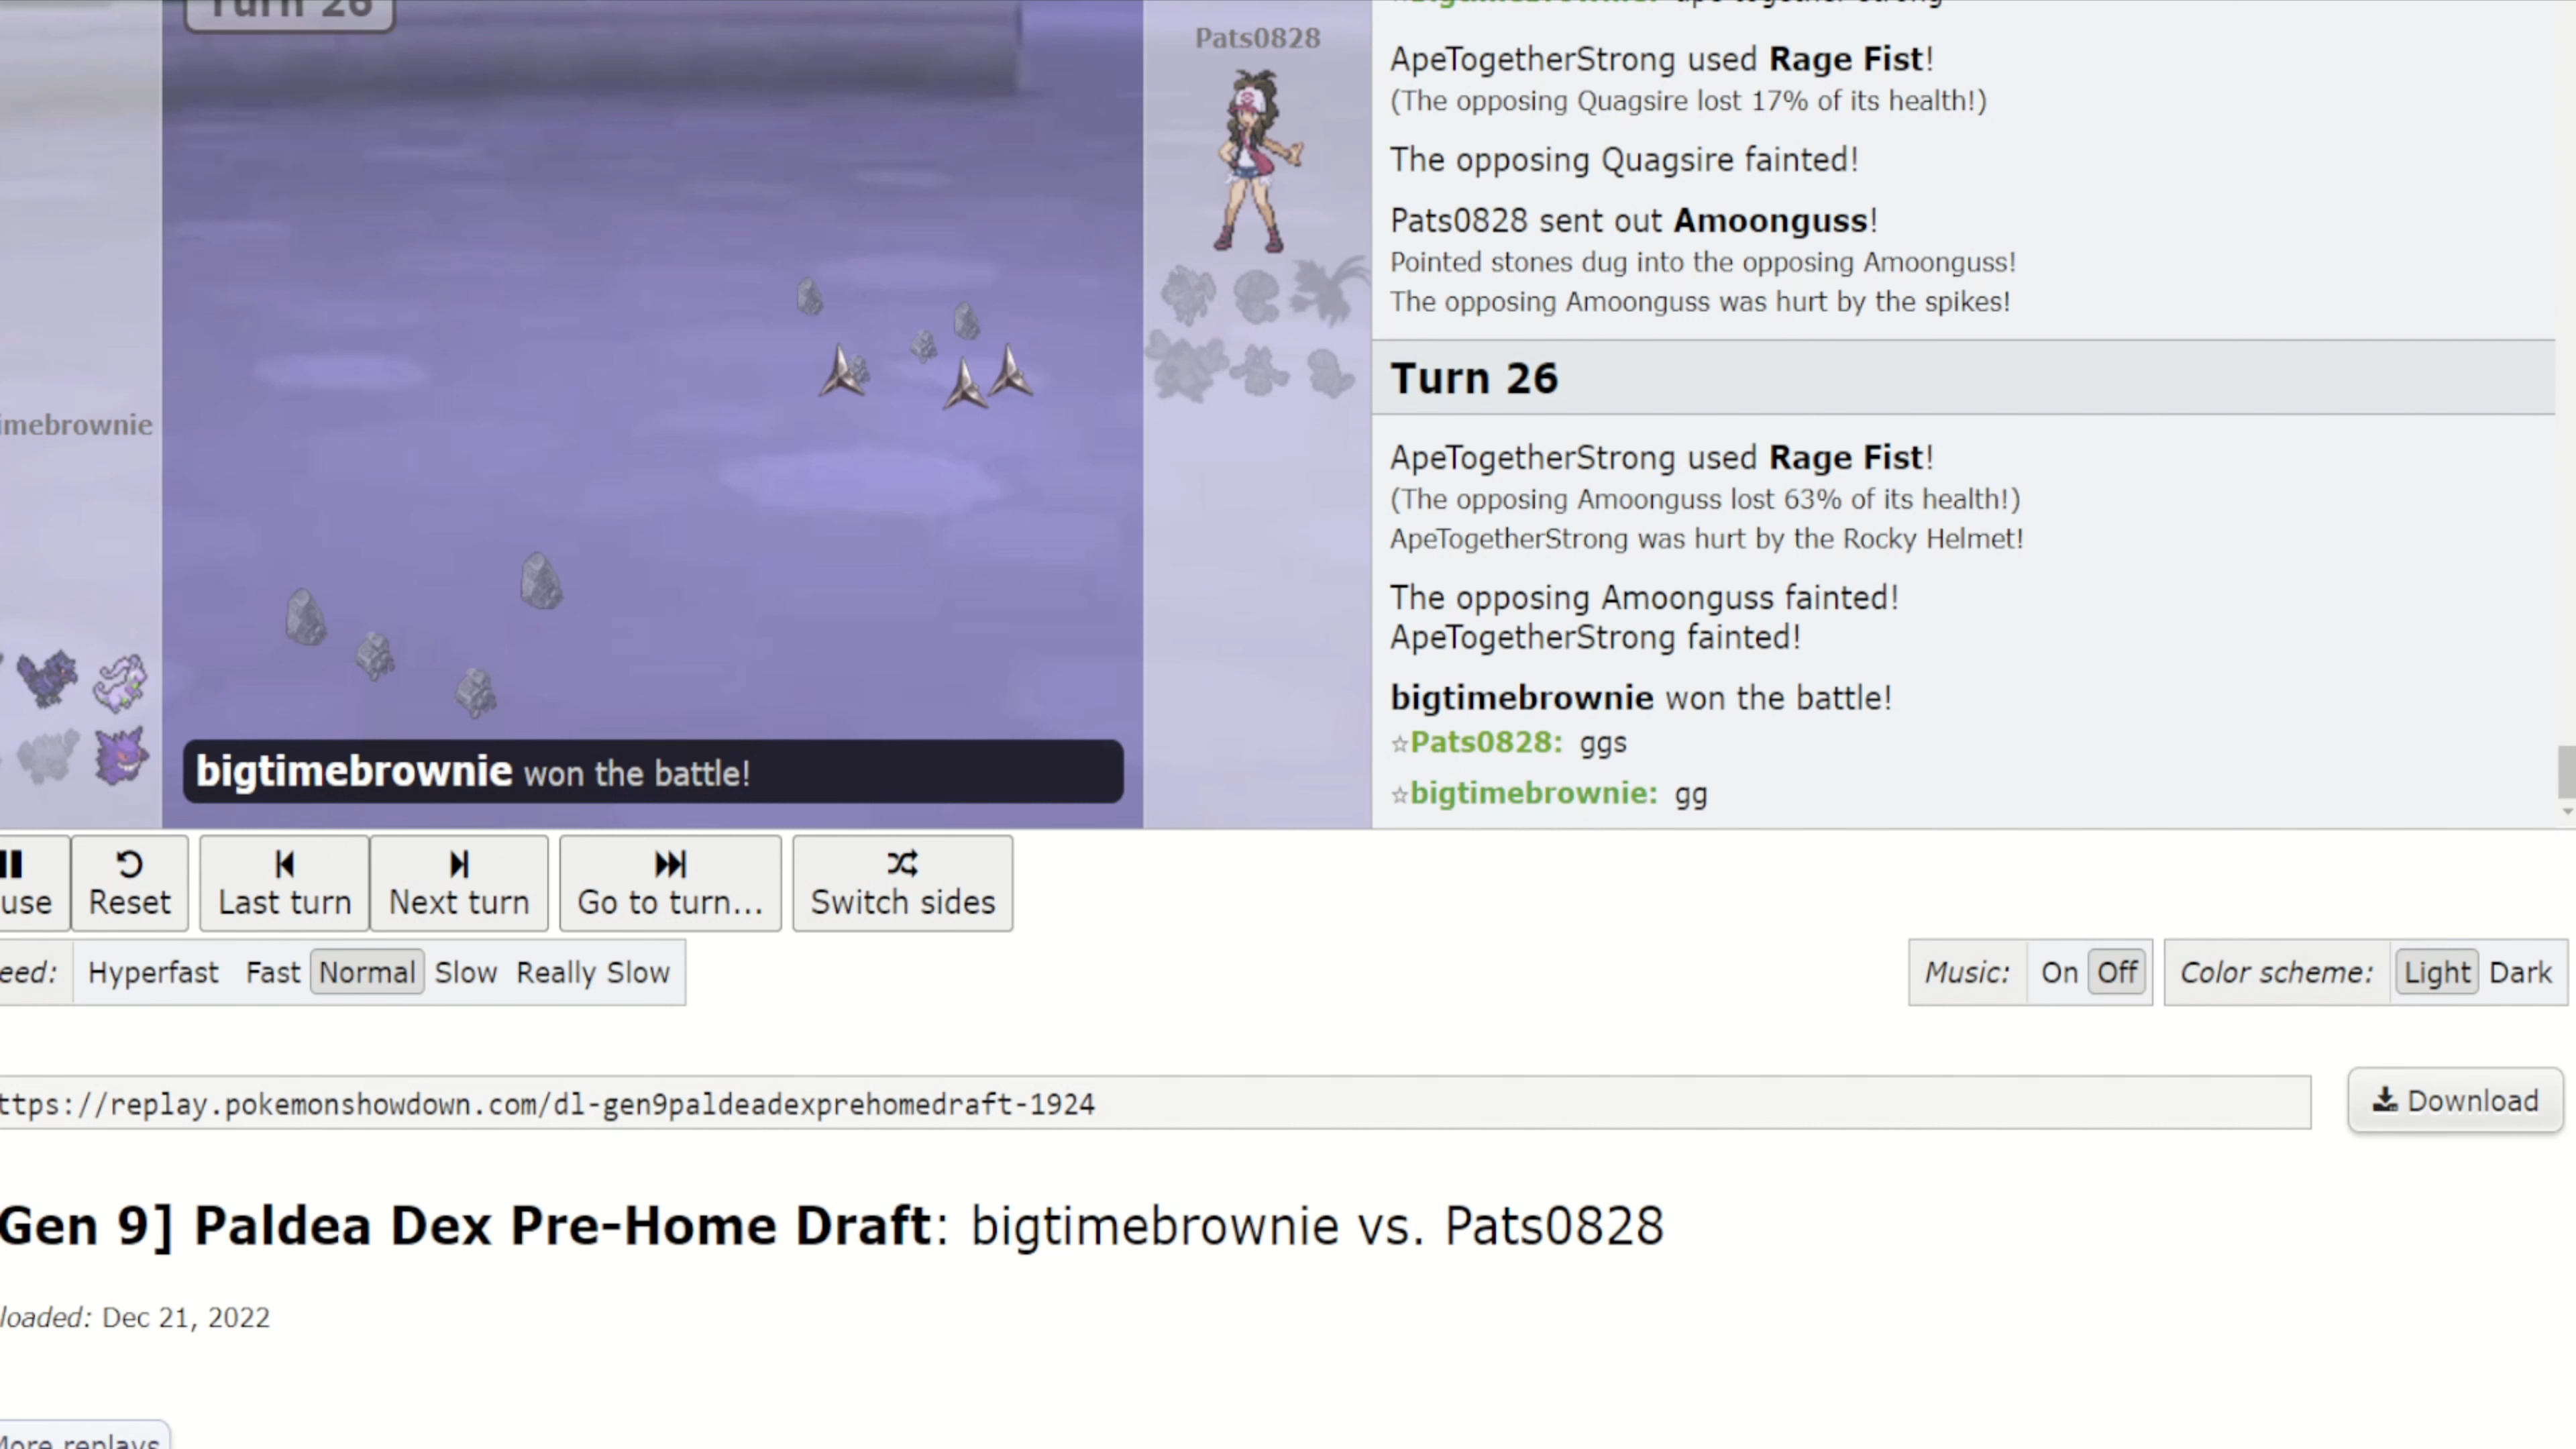 Turn 26
Pats0828
imebrownie
bigtimebrownie won the battle!
ApeTogetherStrong used Rage Fist!
(The opposing Quagsire lost 17% of its health!)
The opposing Quagsire fainted!
Pats0828 sent out Amoonguss!
Pointed stones dug into the opposing Amoonguss!
The opposing Amoonguss was hurt by the spikes!
Turn 26
ApeTogetherStrong used Rage Fist!
(The opposing Amoonguss lost 63% of its health!)
ApeTogetherStrong was hurt by the Rocky Helmet!
The opposing Amoonguss fainted!
ApeTogetherStrong fainted!
bigtimebrownie won the battle!
☆Pats0828: ggs
☆bigtimebrownie: gg
use Reset Last turn Next turn Go to turn... Switch sides
eed: Hyperfast Fast Normal Slow Really Slow Music: On Off Color scheme: Light Dark
ttps://replay.pokemonshowdown.com/dl-gen9paldeadexprehomedraft-1924 Download
Gen 9] Paldea Dex Pre-Home Draft: bigtimebrownie vs. Pats0828
loaded: Dec 21, 2022
More replays